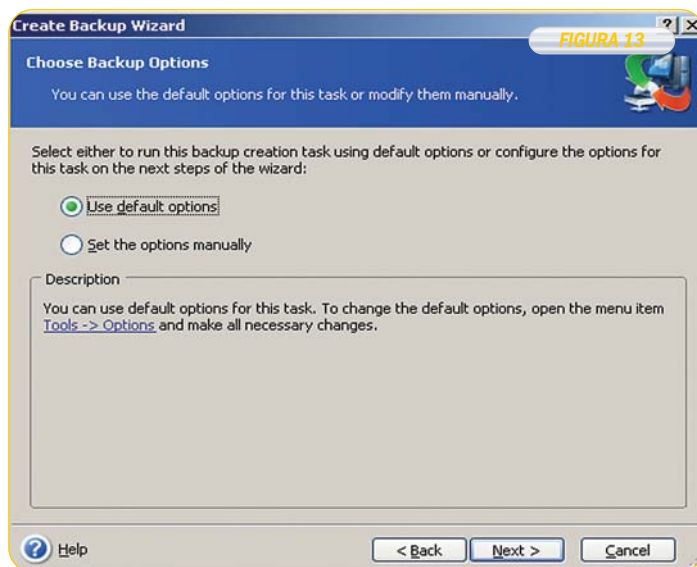 Create Backup Wizard
FIGURA 13
Choose Backup Options
You can use the default options for this task or modify them manually.
Select either to run this backup creation task using default options or configure the options for
this task on the next steps of the wizard:
Use default options
Set the options manually
Description
You can use default options for this task. To change the default options, open the menu item
Tools -> Options and make all necessary changes.
Help
< Back
Next >
Cancel